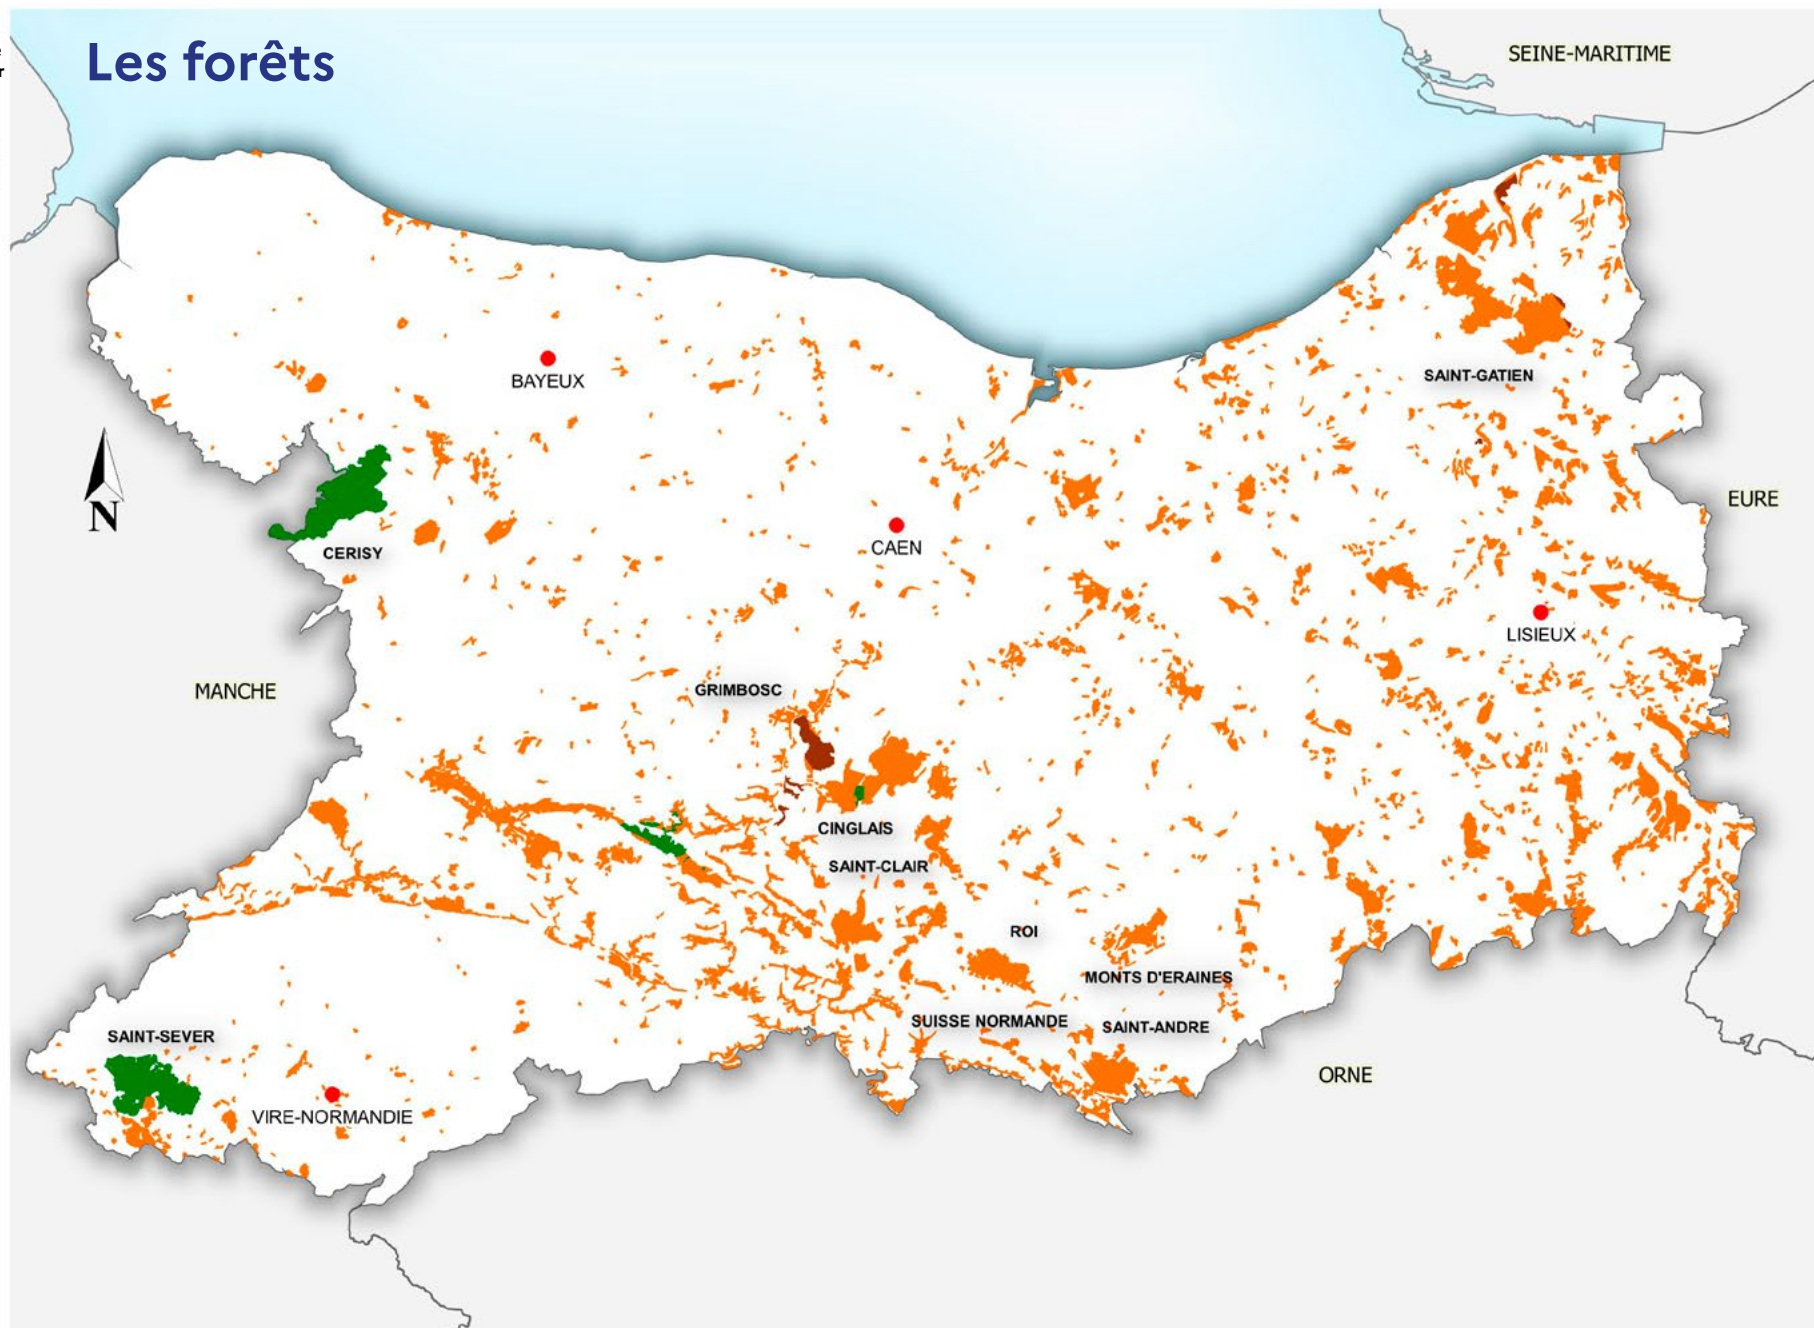 Les forêts
SEINE-MARITIME
BAYEUX
SAINT-GATIEN
EURE
N
CERISY
CAEN
LISIEUX
MANCHE
GRIMBOSC
CINGLAIS
SAINT-CLAIR
ROI
MONTS D'ERAINES
SUISSE NORMANDE
SAINT-ANDRE
SAINT-SEVER
ORNE
VIRE-NORMANDIE